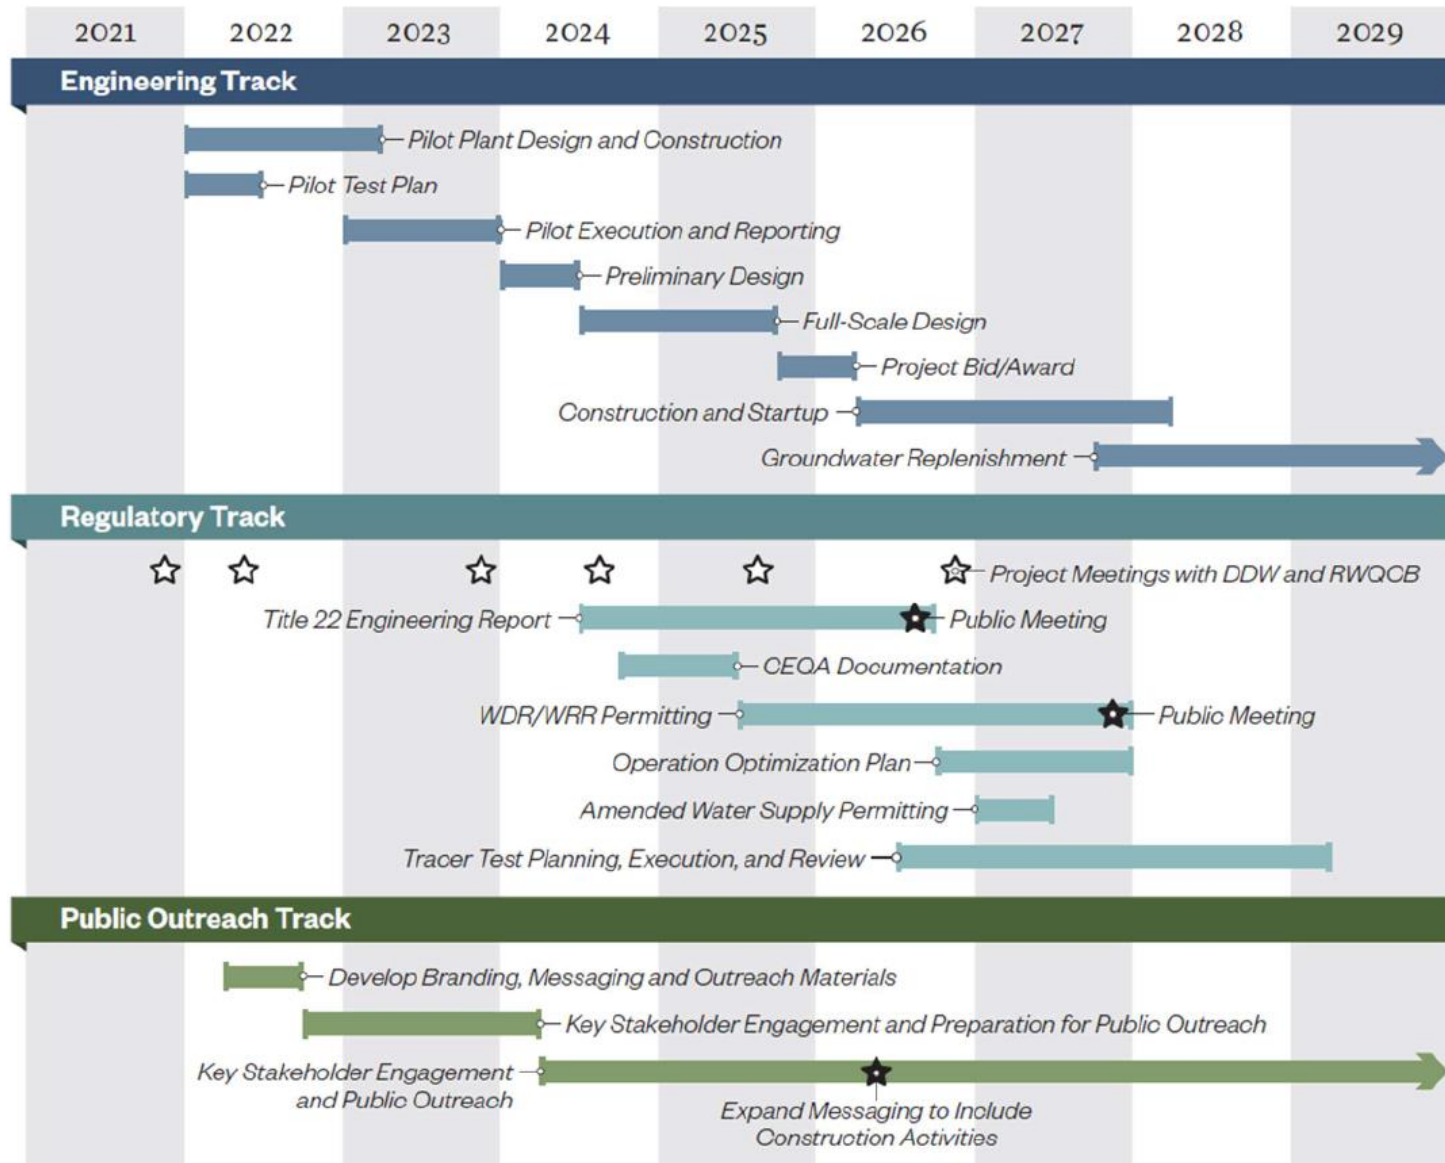 2021 2022 2023 2024 2025 2026 2027 2028 2029
Engineering Track
Pilot Plant Design and Construction
Pilot Test Plan
Pilot Execution and Reporting
Preliminary Design
Full-Scale Design
Project Bid/Award
Construction and Startup
Groundwater Replenishment
Regulatory Track
Project Meetings with DDW and RWQCB
Title 22 Engineering Report
Public Meeting
CEQA Documentation
WDR/WRR Permitting
Public Meeting
Operation Optimization Plan
Amended Water Supply Permitting
Tracer Test Planning, Execution, and Review
Public Outreach Track
Develop Branding, Messaging and Outreach Materials
Key Stakeholder Engagement and Preparation for Public Outreach
Key Stakeholder Engagement
and Public Outreach
Expand Messaging to Include
Construction Activities